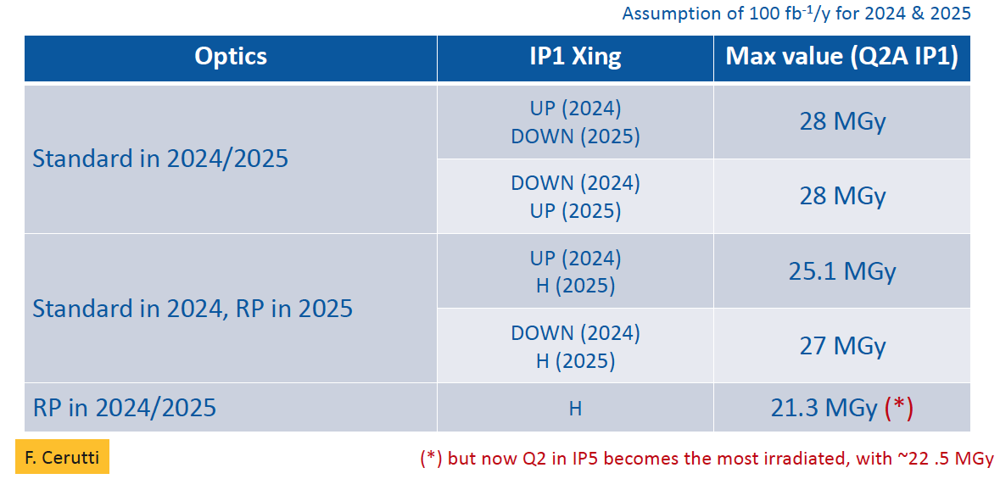 Assumption of 100 fb⁻¹/y for 2024 & 2025
Optics IP1 Xing Max value (Q2A IP1)
Standard in 2024/2025
UP (2024)
DOWN (2025)
28 MGy
DOWN (2024)
UP (2025)
28 MGy
Standard in 2024, RP in 2025
UP (2024)
H (2025)
25.1 MGy
DOWN (2024)
H (2025)
27 MGy
RP in 2024/2025 H 21.3 MGy (*)
F. Cerutti
(*) but now Q2 in IP5 becomes the most irradiated, with ~22 .5 MGy